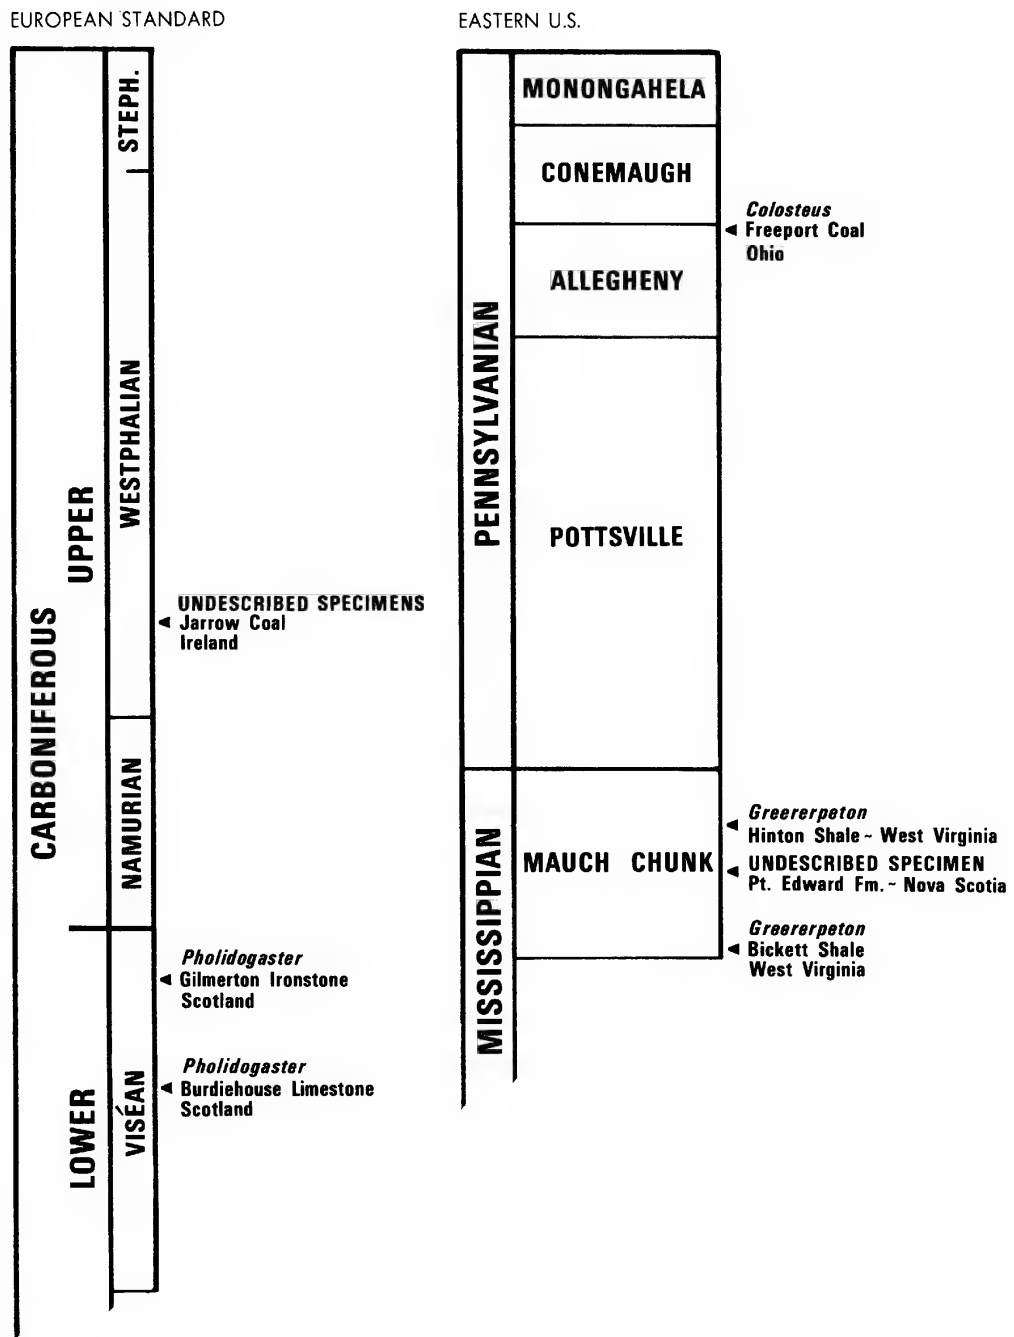 EUROPEAN STANDARD
CARBONIFEROUS
UPPER
LOWER
STEPH.
WESTPHALIAN
NAMURIAN
VISÉAN
UNDESCRIBED SPECIMENS
Jarrow Coal
Ireland
Pholidogaster
Gilmerton Ironstone
Scotland
Pholidogaster
Burdiehouse Limestone
Scotland
EASTERN U.S.
PENNSYLVANIAN
MISSISSIPPIAN
MONONGAHELA
CONEMAUGH
ALLEGHENY
POTTSVILLE
MAUCH CHUNK
Colosteus
Freeport Coal
Ohio
Greererpeton
Hinton Shale ~ West Virginia
UNDESCRIBED SPECIMEN
Pt. Edward Fm. ~ Nova Scotia
Greererpeton
Bickett Shale
West Virginia